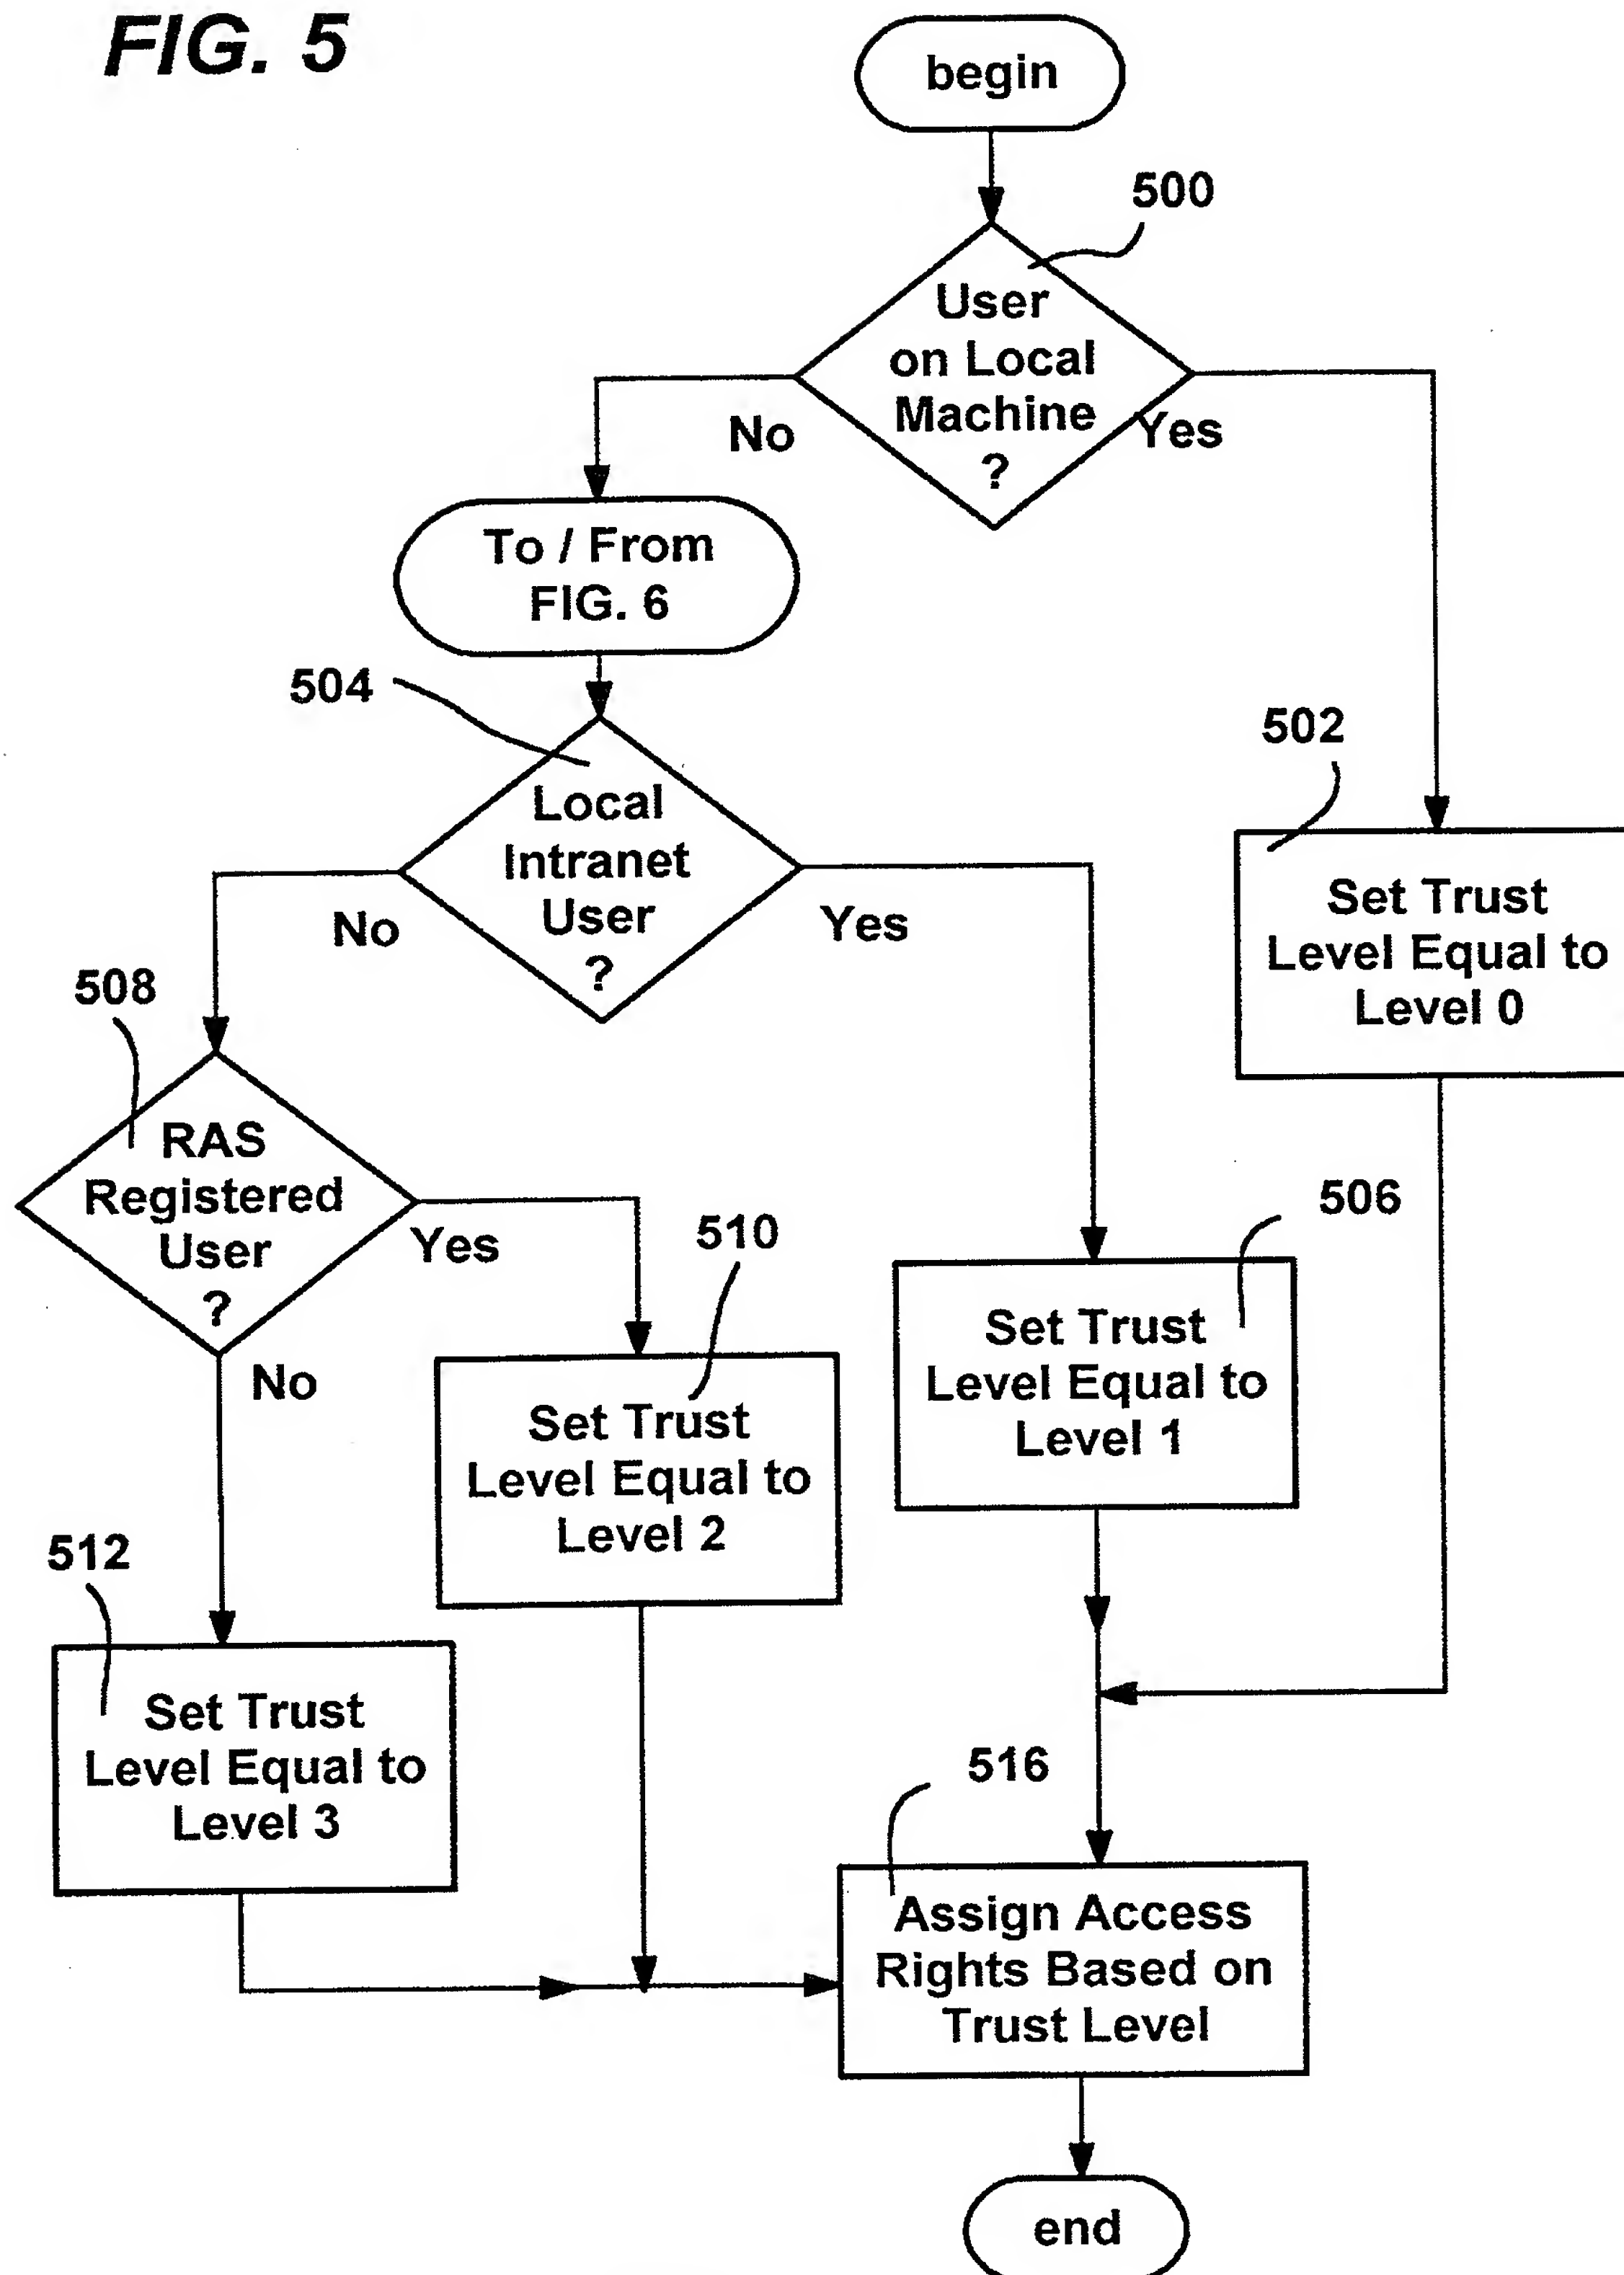 FIG. 5
begin
500
User
on Local
Machine
?
No
Yes
To / From
FIG. 6
504
Local
Intranet
User
?
No
Yes
502
Set Trust
Level Equal to
Level 0
508
RAS
Registered
User
?
Yes
No
510
Set Trust
Level Equal to
Level 2
506
Set Trust
Level Equal to
Level 1
512
Set Trust
Level Equal to
Level 3
516
Assign Access
Rights Based on
Trust Level
end